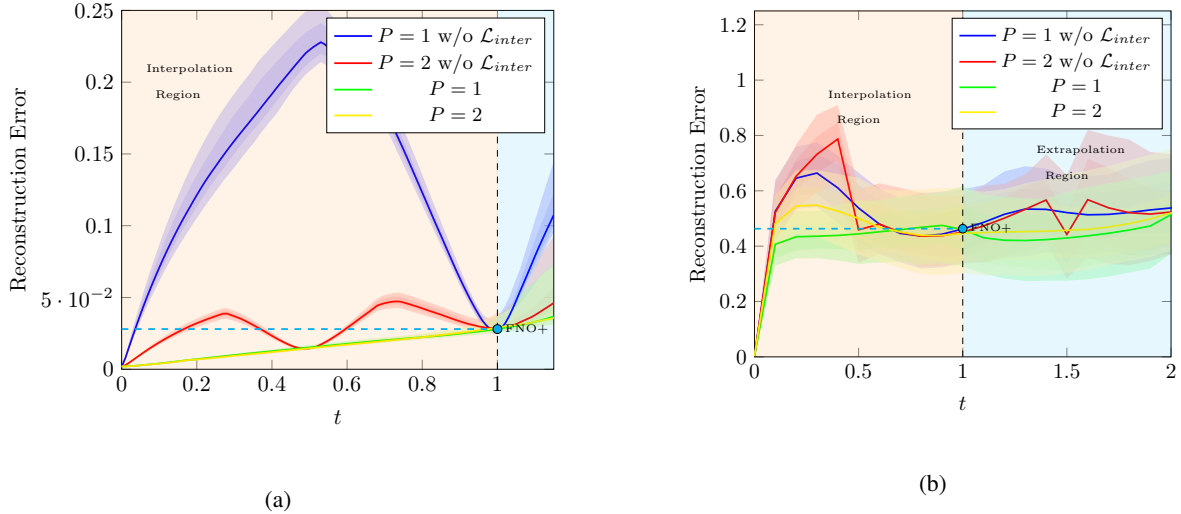 0.25
0.2
0.15
0.1
5 · 10⁻²
0
Reconstruction Error
Interpolation
Region
P = 1 w/o ℒ_inter
P = 2 w/o ℒ_inter
P = 1
P = 2
FNO+
0 0.2 0.4 0.6 0.8 1
t
(a)
1.2
1
0.8
0.6
0.4
0.2
0
Reconstruction Error
P = 1 w/o ℒ_inter
P = 2 w/o ℒ_inter
P = 1
P = 2
Interpolation
Region
Extrapolation
Region
FNO+
0 0.5 1 1.5 2
t
(b)